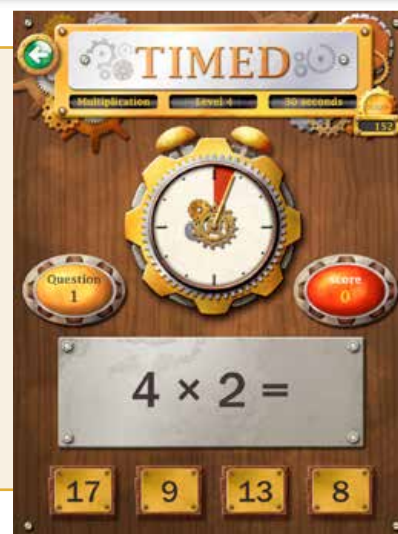 TIMED
Multiplication Level 4 30 seconds
152
Question
1
score
0
4 × 2 =
17 9 13 8